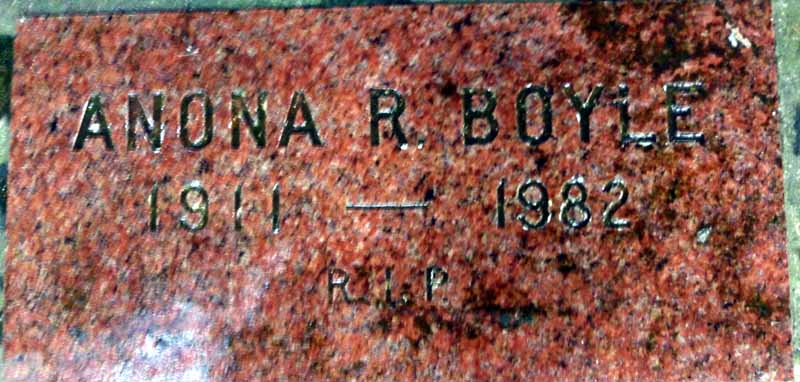 ANONA R. BOYLE
1911 — 1982
R.I.P.